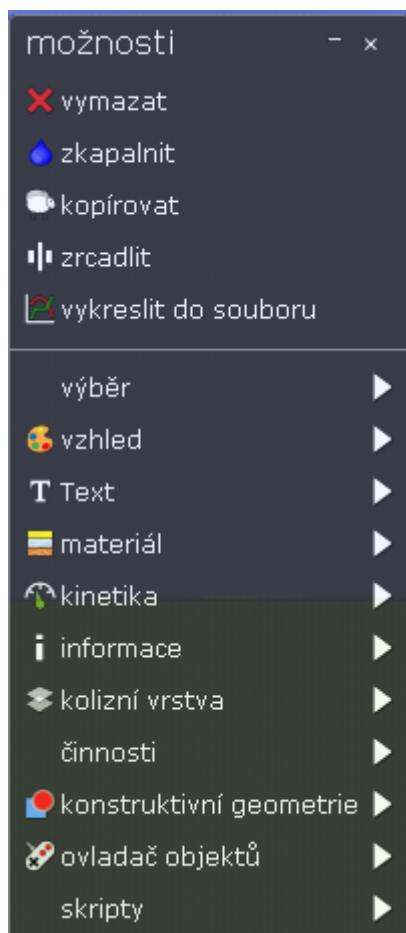 možnosti
vymazat
zkapalnit
kopírovat
zrcadlit
vykreslit do souboru
výběr
vzhled
Text
materiál
kinetika
informace
kolizní vrstva
činnosti
konstruktivní geometrie
ovladač objektů
skripty